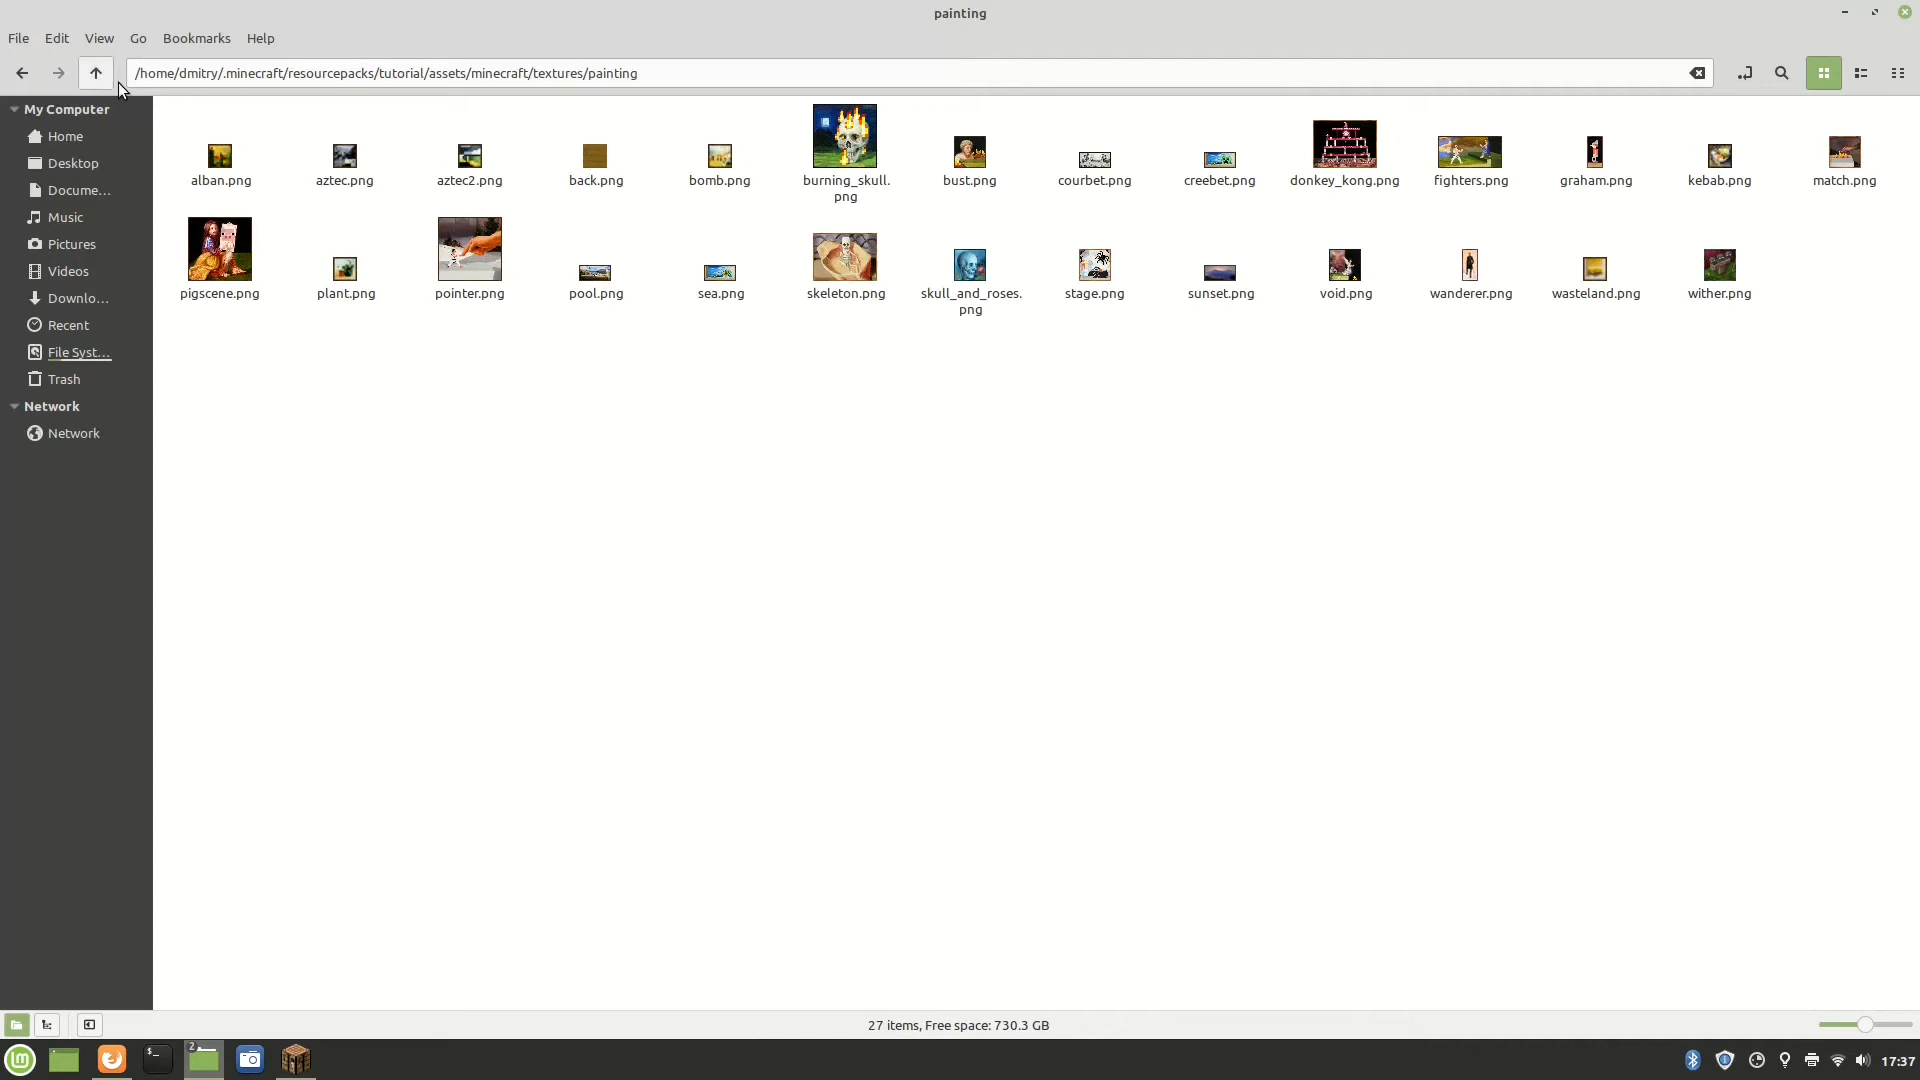 painting
File Edit View Go Bookmarks Help
/home/dmitry/.minecraft/resourcepacks/tutorial/assets/minecraft/textures/painting
My Computer
Home
Desktop
Docume...
Music
Pictures
Videos
Downlo...
Recent
File Syst...
Trash
Network
Network
alban.png aztec.png aztec2.png back.png bomb.png burning_skull. bust.png courbet.png creebet.png donkey_kong.png fighters.png graham.png kebab.png match.png
png
pigscene.png plant.png pointer.png pool.png sea.png skeleton.png skull_and_roses. stage.png sunset.png void.png wanderer.png wasteland.png wither.png
png
27 items, Free space: 730.3 GB
2
17:37